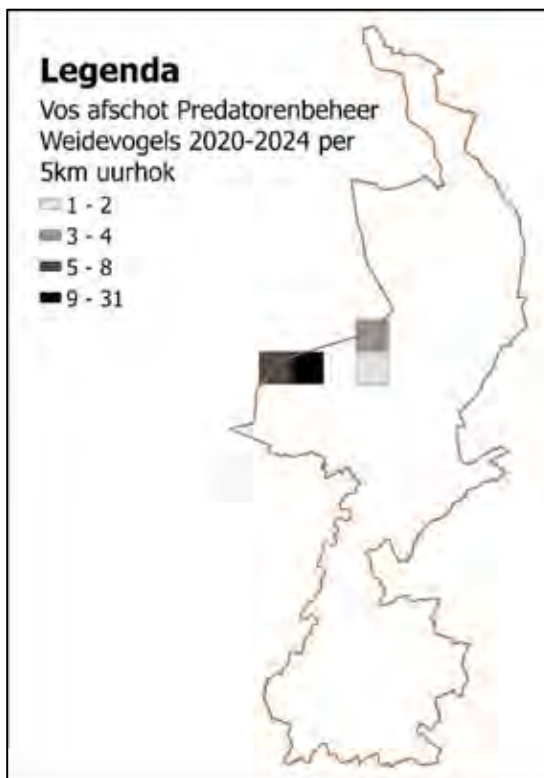 Legenda
Vos afschot Predatorenbeheer
Weidevogels 2020-2024 per
5km uurhok
1 - 2
3 - 4
5 - 8
9 - 31